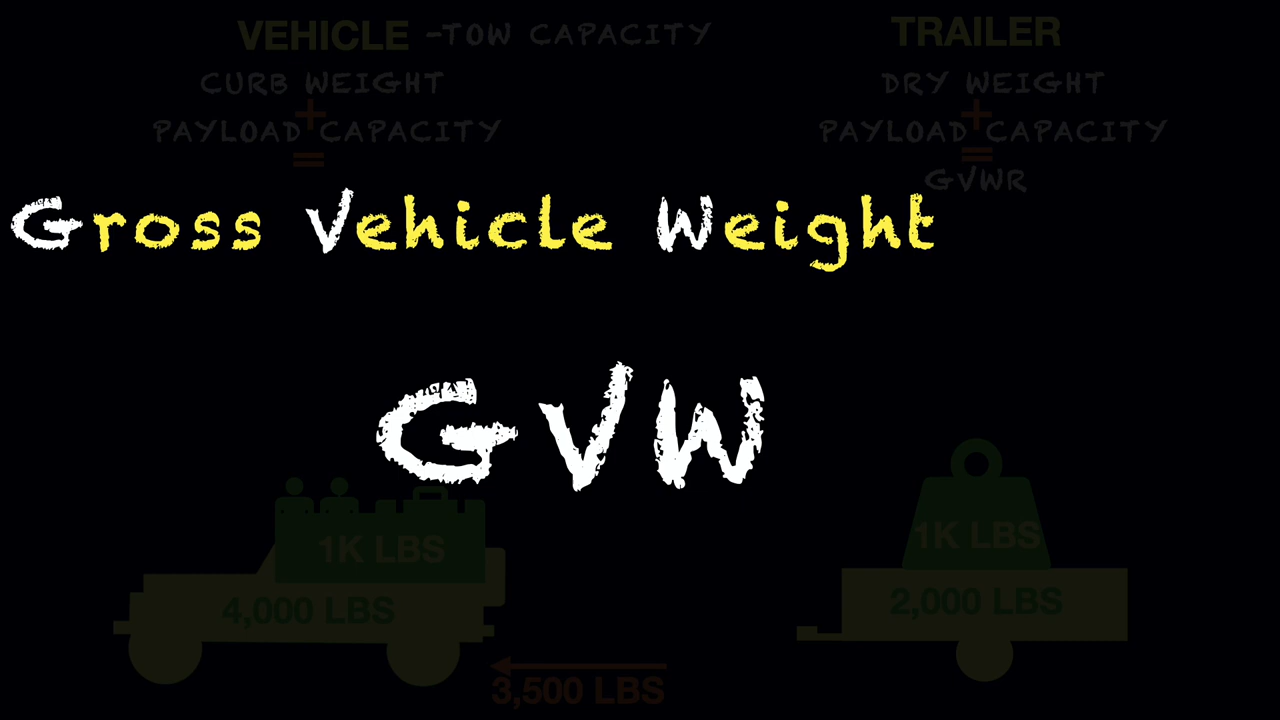 VEHICLE -TOW CAPACITY
TRAILER
CURB WEIGHT
DRY WEIGHT
+
+
PAYLOAD CAPACITY
PAYLOAD CAPACITY
=
=
GVWR
Gross Vehicle Weight
GVW
1K LBS
1K LBS
4,000 LBS
2,000 LBS
3,500 LBS